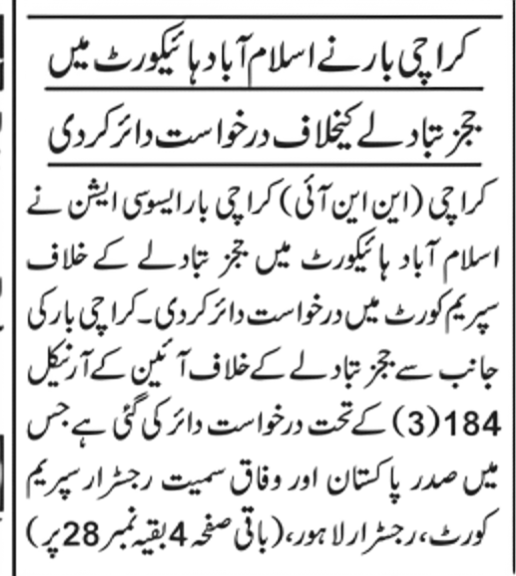 کراچی بار نے اسلام آباد ہائیکورٹ میں
ججز تبادلے کیخلاف درخواست دائر کردی
کراچی (این این آئی) کراچی بار ایسوسی ایشن نے
اسلام آباد ہائیکورٹ میں ججز تبادلے کے خلاف
سپریم کورٹ میں درخواست دائر کردی۔ کراچی بار کی
جانب سے ججز تبادلے کے خلاف آئین کے آرٹیکل
184(3) کے تحت درخواست دائر کی گئی ہے جس
میں صدر پاکستان اور وفاق سمیت رجسٹرار سپریم
کورٹ، رجسٹرار لاہور، (باقی صفحہ 4 بقیہ نمبر 28 پر)